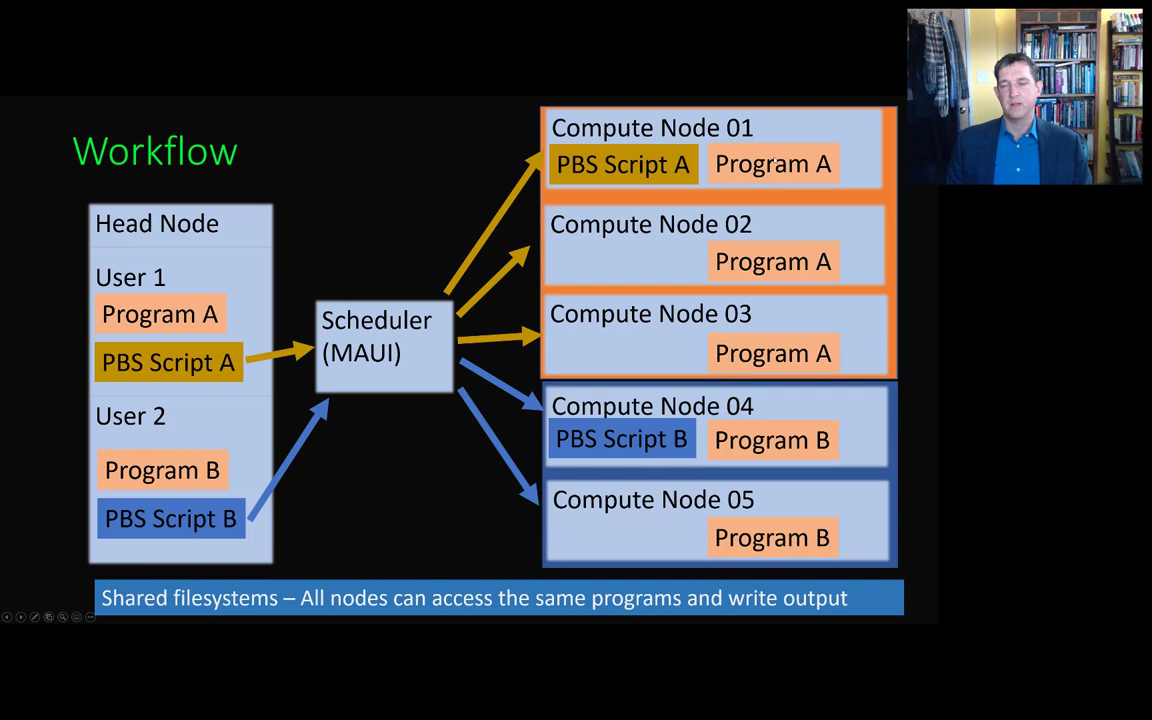 Workflow
Head Node
User 1
Program A
PBS Script A
User 2
Program B
PBS Script B
Scheduler
(MAUI)
Compute Node 01
PBS Script A
Program A
Compute Node 02
Program A
Compute Node 03
Program A
Compute Node 04
PBS Script B
Program B
Compute Node 05
Program B
Shared filesystems – All nodes can access the same programs and write output